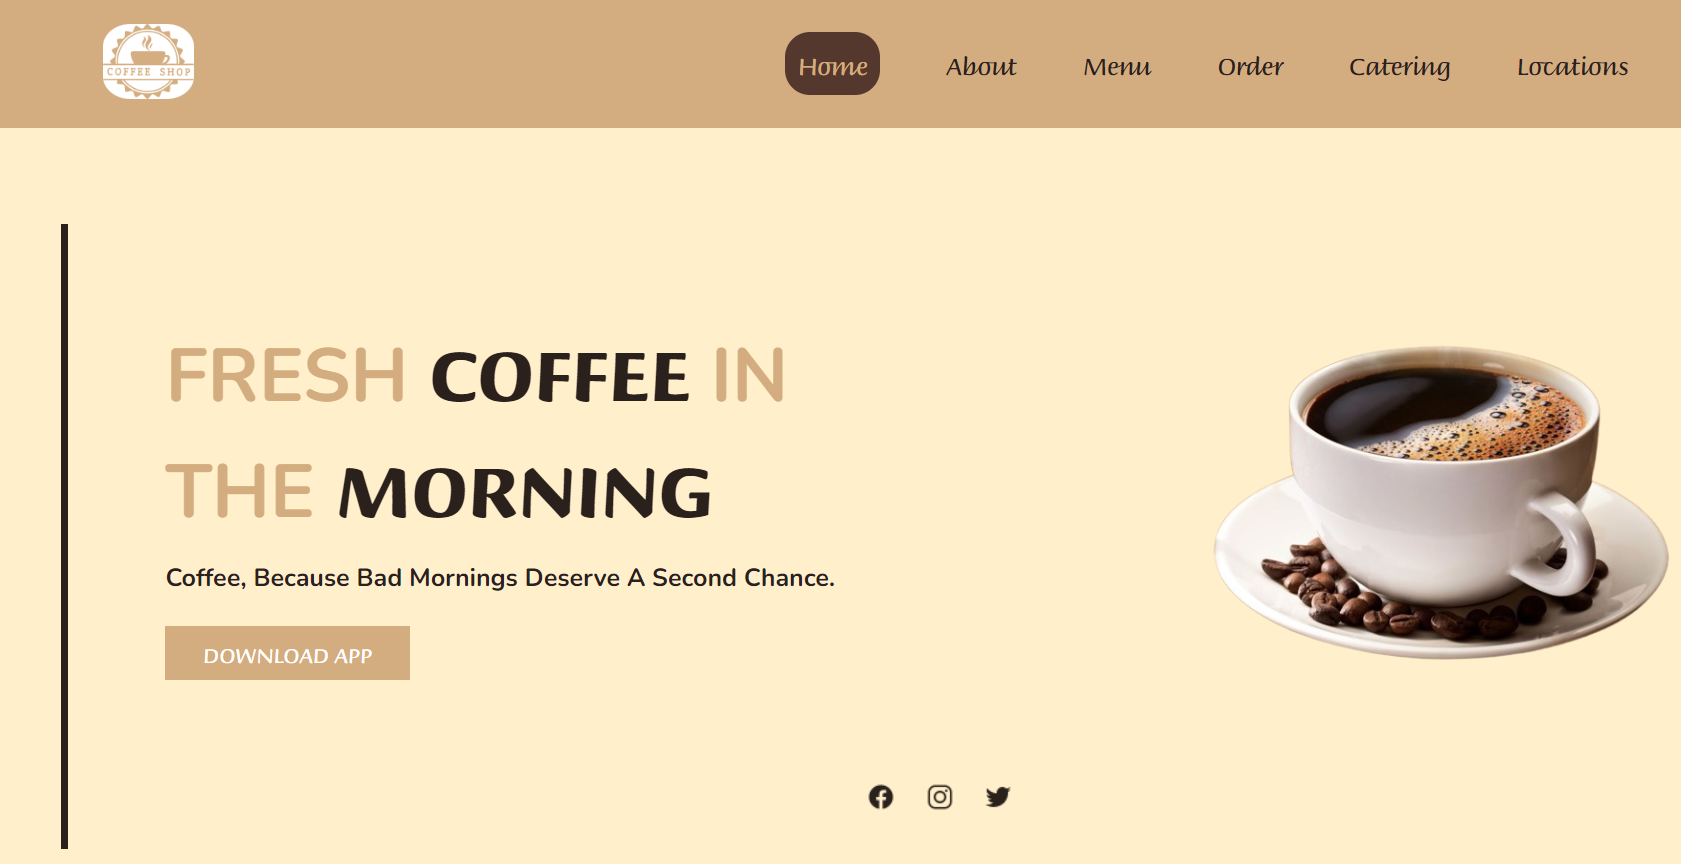 COFFEE SHOP
Home About Menu Order Catering Locations
FRESH COFFEE IN
THE MORNING
Coffee, Because Bad Mornings Deserve A Second Chance.
DOWNLOAD APP